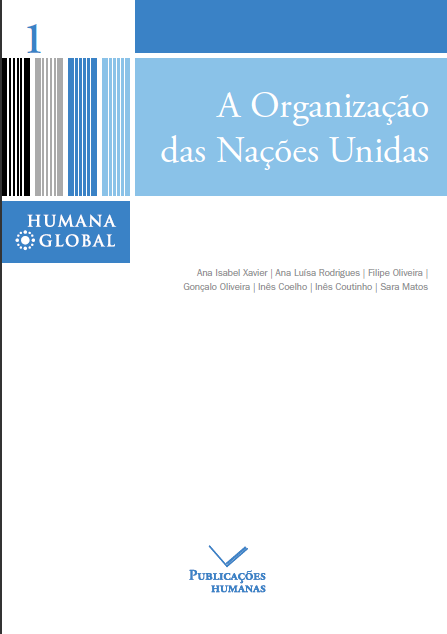 1
A Organização
das Nações Unidas
HUMANA
GLOBAL
Ana Isabel Xavier | Ana Luísa Rodrigues | Filipe Oliveira |
Gonçalo Oliveira | Inês Coelho | Inês Coutinho | Sara Matos
PUBLICAÇÕES
HUMANAS